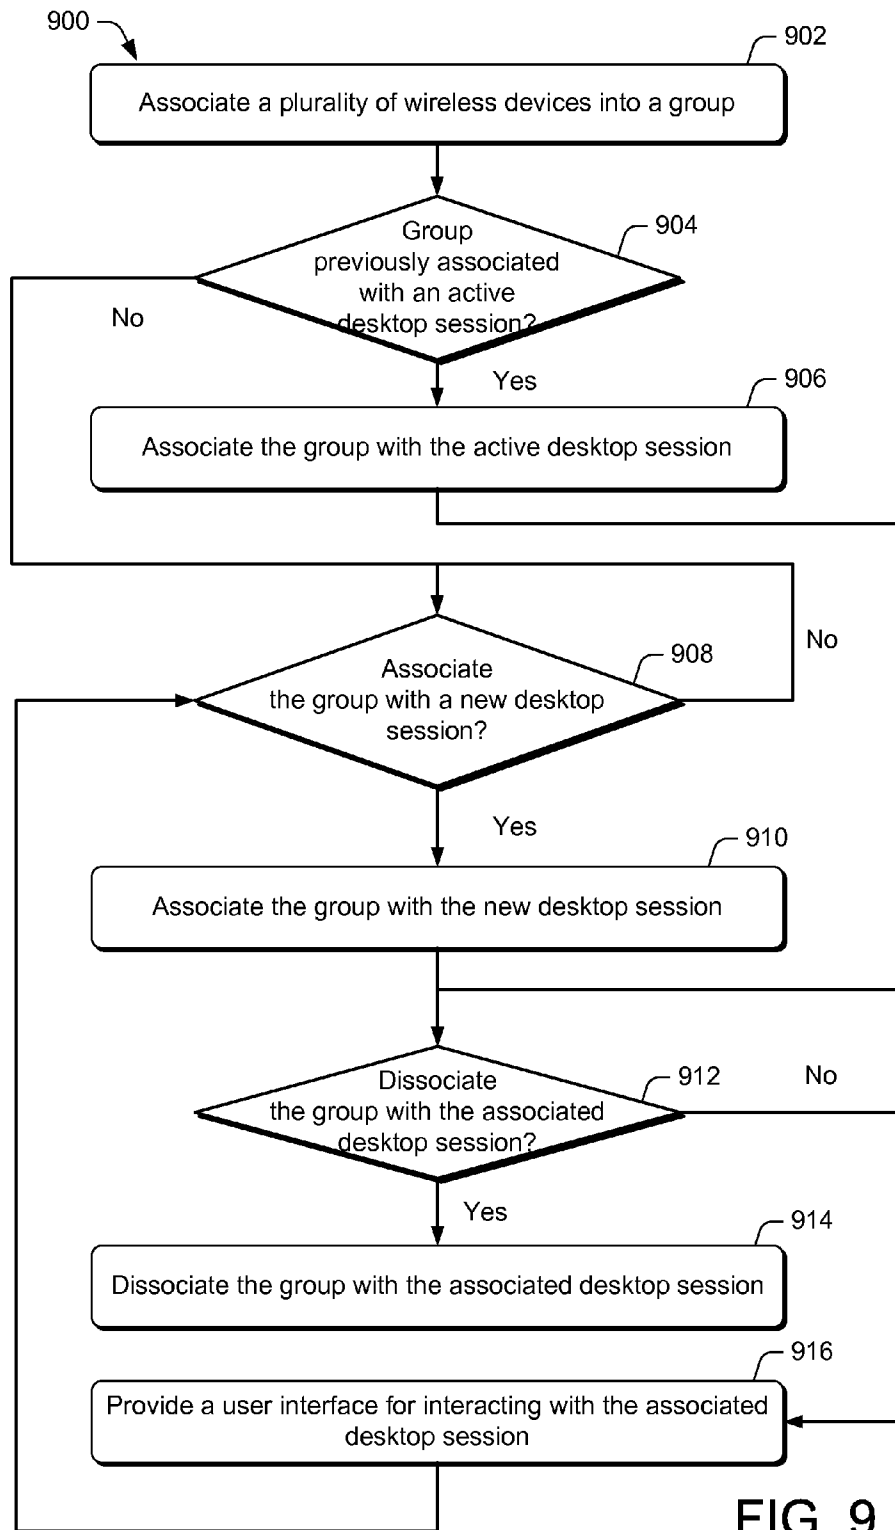 900
902
Associate a plurality of wireless devices into a group
904
Group
previously associated
with an active
desktop session?
No
Yes
906
Associate the group with the active desktop session
No
908
Associate
the group with a new desktop
session?
Yes
910
Associate the group with the new desktop session
912
No
Dissociate
the group with the associated
desktop session?
Yes
914
Dissociate the group with the associated desktop session
916
Provide a user interface for interacting with the associated
desktop session
FIG. 9